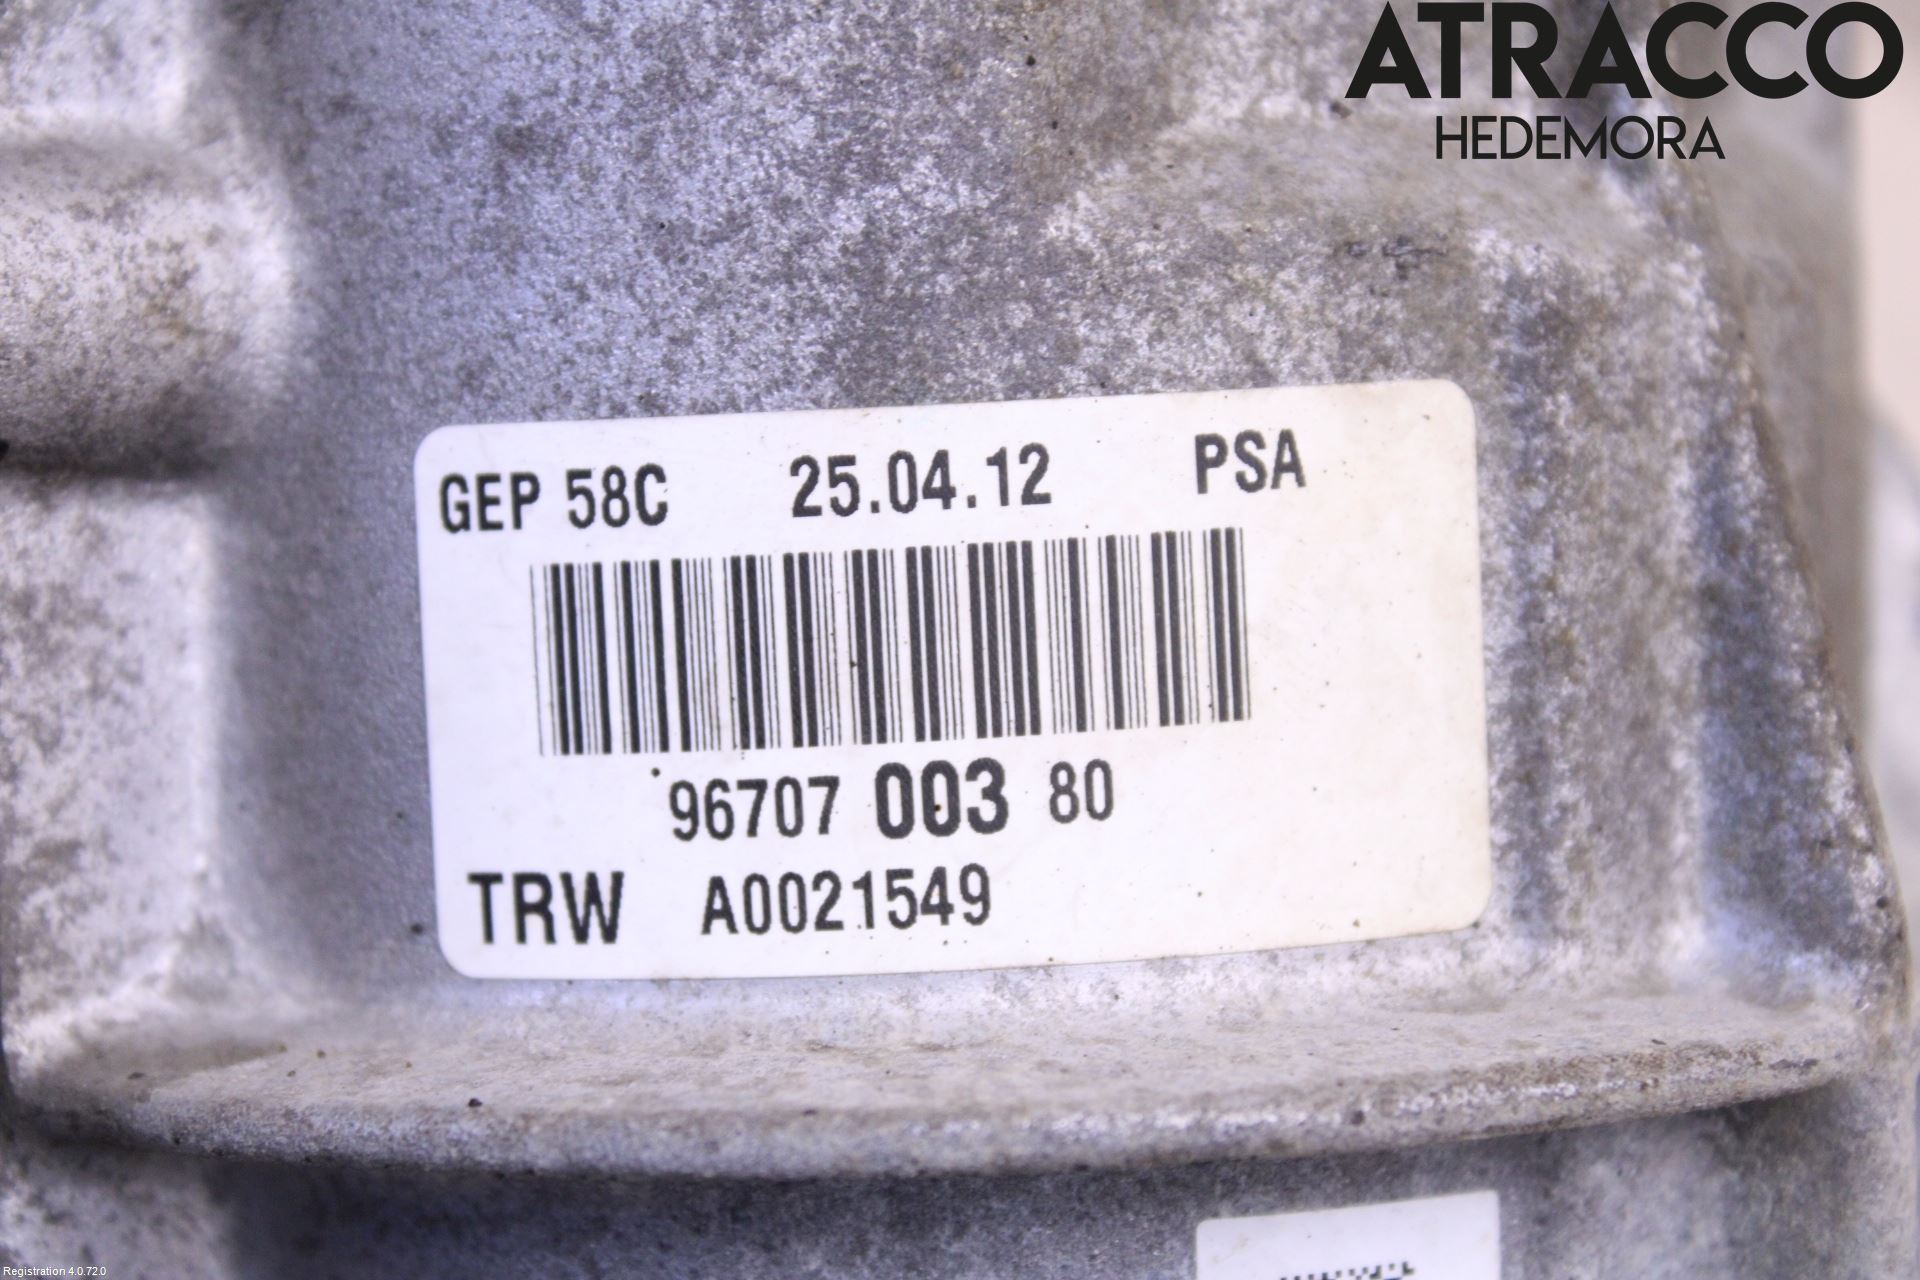 ATRACCO
HEDEMORA
GEP 58C 25.04.12 PSA
96707 003 80
TRW A0021549
Registration 4.0.72.0